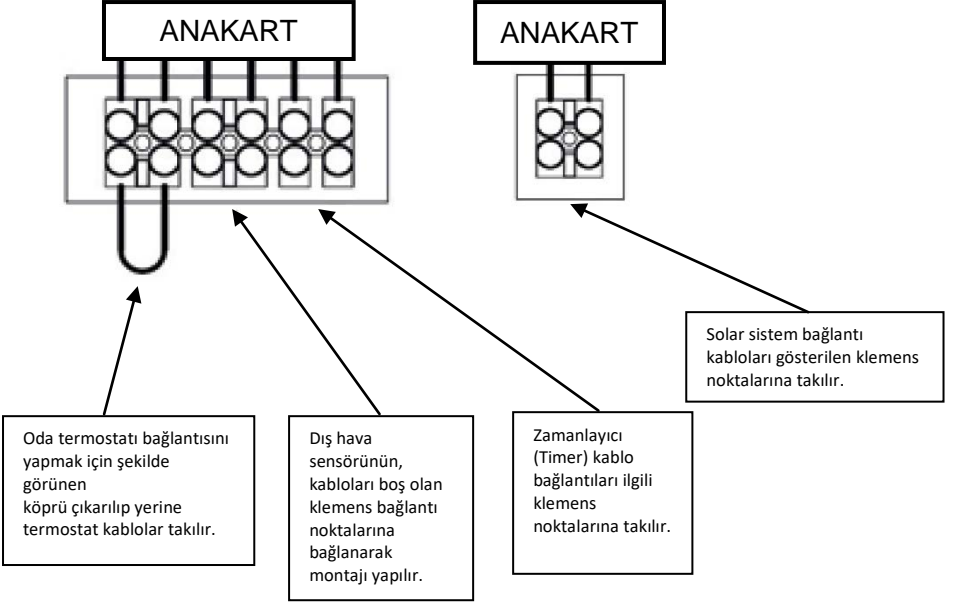 ANAKART
ANAKART
Solar sistem bağlantı
kabloları gösterilen klemens
noktalarına takılır.
Oda termostatı bağlantısını
yapmak için şekilde
görünen
köprü çıkarılıp yerine
termostat kablolar takılır.
Dış hava
sensörünün,
kabloları boş olan
klemens bağlantı
noktalarına
bağlanarak
montajı yapılır.
Zamanlayıcı
(Timer) kablo
bağlantıları ilgili
klemens
noktalarına takılır.